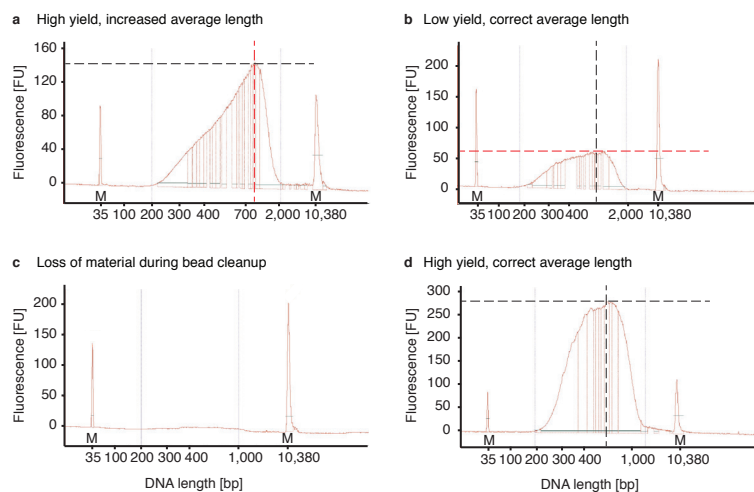 a High yield, increased average length
Fluorescence [FU]
160
120
80
40
0
M M
35 100 200 300 400 700 2,000 10,380
b Low yield, correct average length
Fluorescence [FU]
200
150
100
50
0
M M
35 100 200 300 400 2,000 10,380
c Loss of material during bead cleanup
Fluorescence [FU]
200
150
100
50
0
M M
35 100 200 300 400 1,000 10,380
DNA length [bp]
d High yield, correct average length
Fluorescence [FU]
300
250
200
150
100
50
0
M M
35 100 200 300 400 1,000 10,380
DNA length [bp]